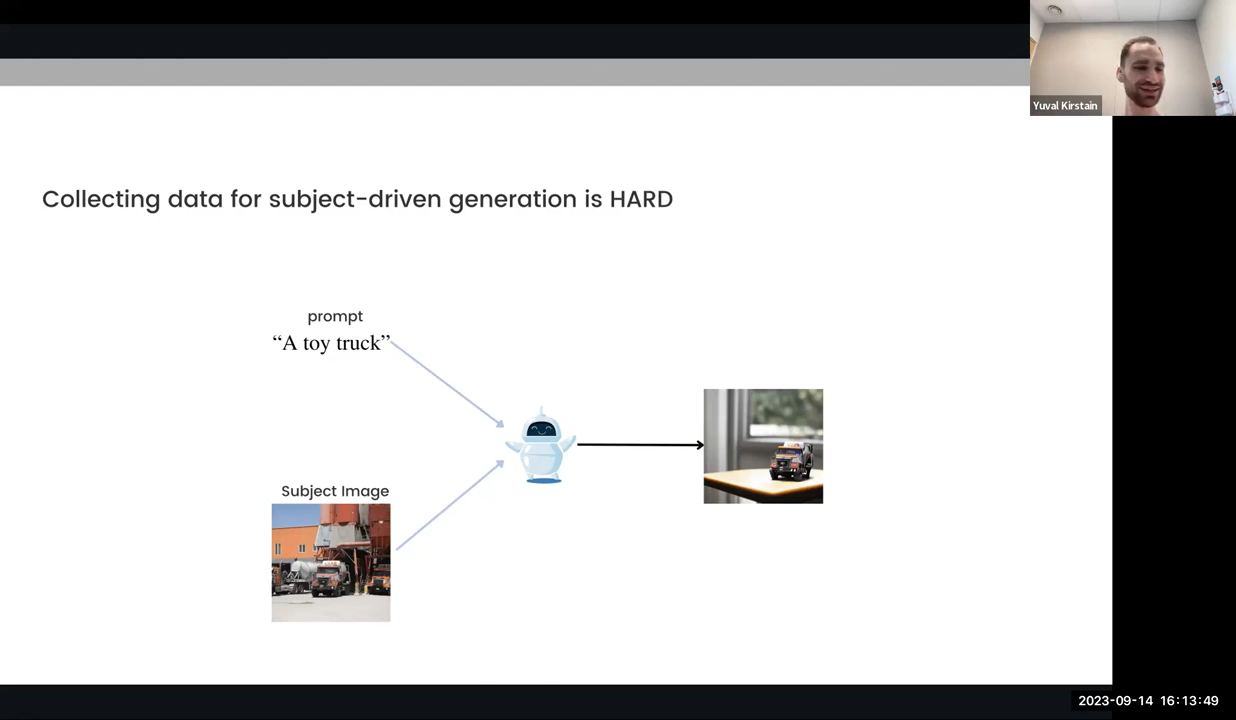 Yuval Kirstain
Collecting data for subject-driven generation is HARD
prompt
“A toy truck”
Subject Image
2023-09-14 16:13:49